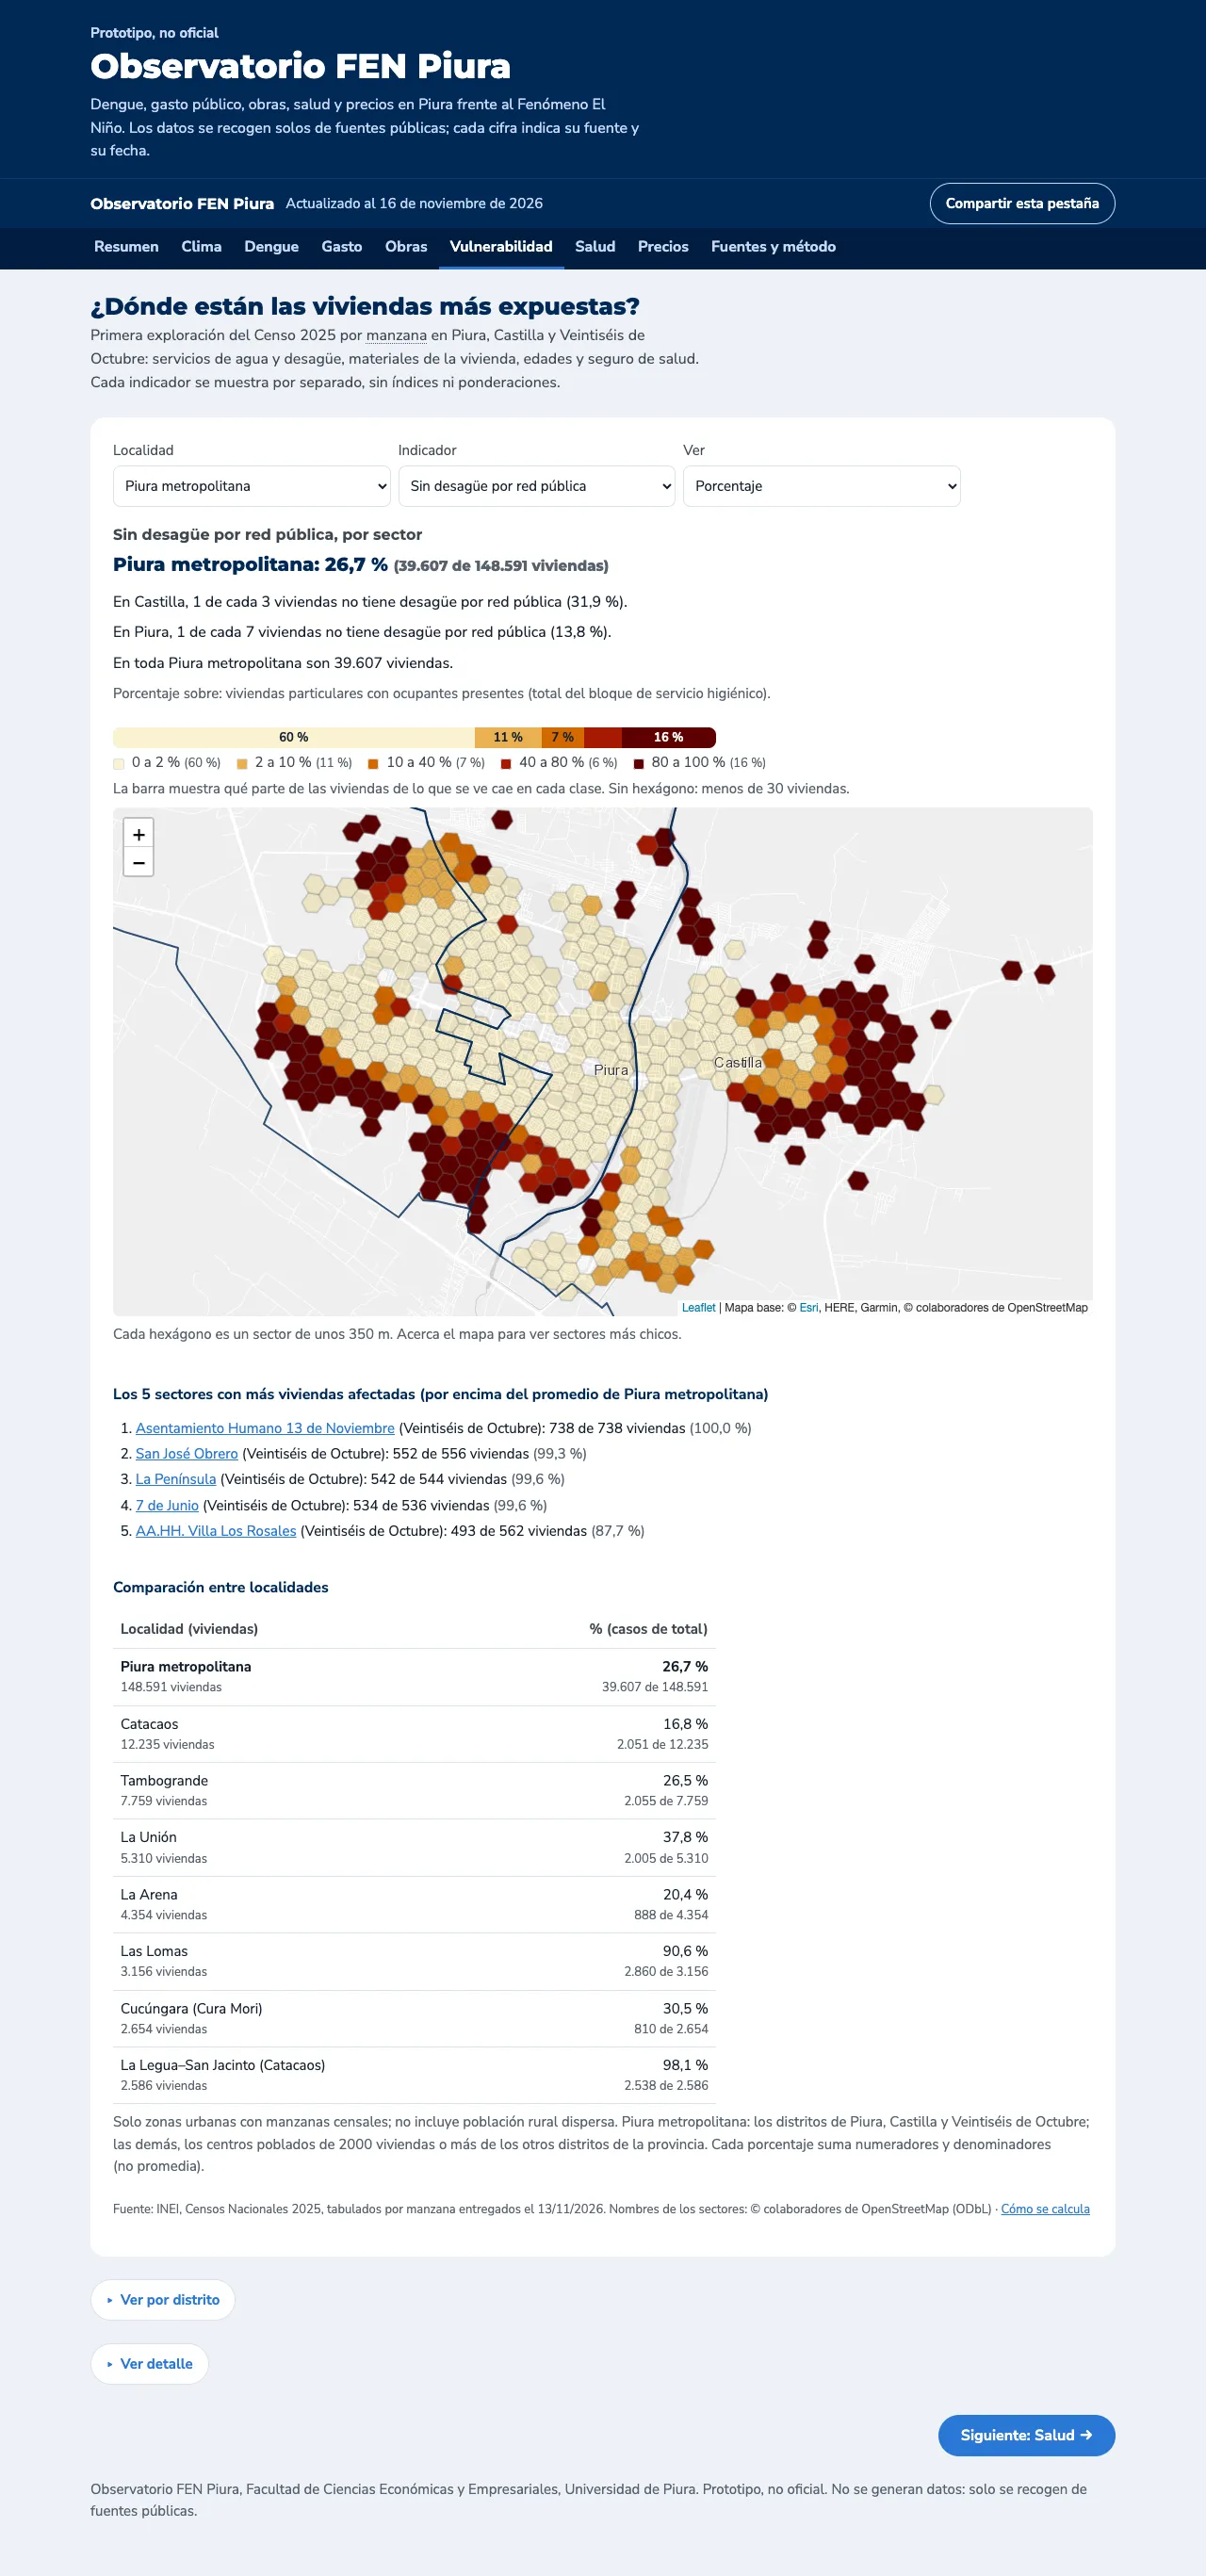 Prototipo, no oficial
Observatorio FEN Piura
Dengue, gasto público, obras, salud y precios en Piura frente al Fenómeno El
Niño. Los datos se recogen solos de fuentes públicas; cada cifra indica su fuente y
su fecha.
Observatorio FEN Piura Actualizado al 16 de noviembre de 2026 Compartir esta pestaña
Resumen Clima Dengue Gasto Obras Vulnerabilidad Salud Precios Fuentes y método
¿Dónde están las viviendas más expuestas?
Primera exploración del Censo 2025 por manzana en Piura, Castilla y Veintiséis de
Octubre: servicios de agua y desagüe, materiales de la vivienda, edades y seguro de salud.
Cada indicador se muestra por separado, sin índices ni ponderaciones.
Localidad Indicador Ver
Piura metropolitana Sin desagüe por red pública Porcentaje
Sin desagüe por red pública, por sector
Piura metropolitana: 26,7 % (39.607 de 148.591 viviendas)
En Castilla, 1 de cada 3 viviendas no tiene desagüe por red pública (31,9 %).
En Piura, 1 de cada 7 viviendas no tiene desagüe por red pública (13,8 %).
En toda Piura metropolitana son 39.607 viviendas.
Porcentaje sobre: viviendas particulares con ocupantes presentes (total del bloque de servicio higiénico).
60 % 11 % 7 % 16 %
0 a 2 % (60 %) 2 a 10 % (11 %) 10 a 40 % (7 %) 40 a 80 % (6 %) 80 a 100 % (16 %)
La barra muestra qué parte de las viviendas de lo que se ve cae en cada clase. Sin hexágono: menos de 30 viviendas.
+
−
Castilla
Piura
Leaflet | Mapa base: © Esri, HERE, Garmin, © colaboradores de OpenStreetMap
Cada hexágono es un sector de unos 350 m. Acerca el mapa para ver sectores más chicos.
Los 5 sectores con más viviendas afectadas (por encima del promedio de Piura metropolitana)
1. Asentamiento Humano 13 de Noviembre (Veintiséis de Octubre): 738 de 738 viviendas (100,0 %)
2. San José Obrero (Veintiséis de Octubre): 552 de 556 viviendas (99,3 %)
3. La Península (Veintiséis de Octubre): 542 de 544 viviendas (99,6 %)
4. 7 de Junio (Veintiséis de Octubre): 534 de 536 viviendas (99,6 %)
5. AA.HH. Villa Los Rosales (Veintiséis de Octubre): 493 de 562 viviendas (87,7 %)
Comparación entre localidades
Localidad (viviendas) % (casos de total)
Piura metropolitana 26,7 %
148.591 viviendas 39.607 de 148.591
Catacaos 16,8 %
12.235 viviendas 2.051 de 12.235
Tambogrande 26,5 %
7.759 viviendas 2.055 de 7.759
La Unión 37,8 %
5.310 viviendas 2.005 de 5.310
La Arena 20,4 %
4.354 viviendas 888 de 4.354
Las Lomas 90,6 %
3.156 viviendas 2.860 de 3.156
Cucúngara (Cura Mori) 30,5 %
2.654 viviendas 810 de 2.654
La Legua–San Jacinto (Catacaos) 98,1 %
2.586 viviendas 2.538 de 2.586
Solo zonas urbanas con manzanas censales; no incluye población rural dispersa. Piura metropolitana: los distritos de Piura, Castilla y Veintiséis de Octubre;
las demás, los centros poblados de 2000 viviendas o más de los otros distritos de la provincia. Cada porcentaje suma numeradores y denominadores
(no promedia).
Fuente: INEI, Censos Nacionales 2025, tabulados por manzana entregados el 13/11/2026. Nombres de los sectores: © colaboradores de OpenStreetMap (ODbL) · Cómo se calcula
Ver por distrito
Ver detalle
Siguiente: Salud →
Observatorio FEN Piura, Facultad de Ciencias Económicas y Empresariales, Universidad de Piura. Prototipo, no oficial. No se generan datos: solo se recogen de
fuentes públicas.